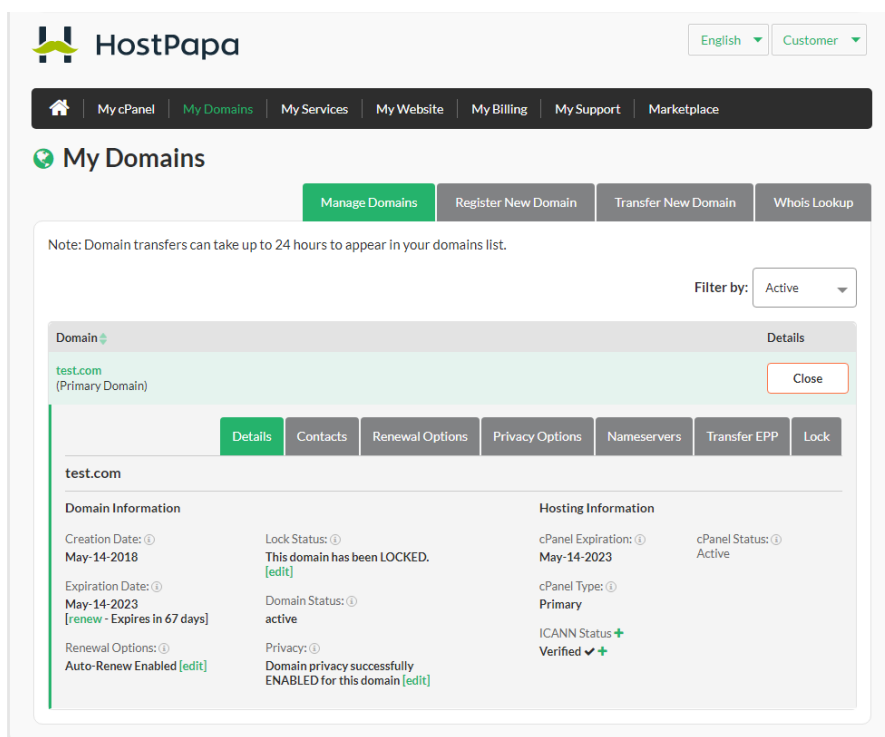 HostPapa
English Customer
My cPanel My Domains My Services My Website My Billing My Support Marketplace
My Domains
Manage Domains Register New Domain Transfer New Domain Whois Lookup
Note: Domain transfers can take up to 24 hours to appear in your domains list.
Filter by: Active
Domain Details
test.com
(Primary Domain)
Close
Details Contacts Renewal Options Privacy Options Nameservers Transfer EPP Lock
test.com
Domain Information
Creation Date:
May-14-2018
Expiration Date:
May-14-2023
[renew - Expires in 67 days]
Renewal Options:
Auto-Renew Enabled [edit]
Lock Status:
This domain has been LOCKED.
[edit]
Domain Status:
active
Privacy:
Domain privacy successfully
ENABLED for this domain [edit]
Hosting Information
cPanel Expiration:
May-14-2023
cPanel Type:
Primary
ICANN Status
Verified
cPanel Status:
Active